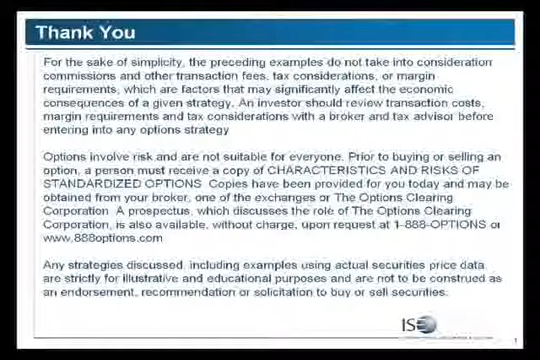 Thank You
For the sake of simplicity, the preceding examples do not take into consideration
commissions and other transaction fees, tax considerations, or margin
requirements, which are factors that may significantly affect the economic
consequences of a given strategy. An investor should review transaction costs,
margin requirements and tax considerations with a broker and tax advisor before
entering into any options strategy
Options involve risk and are not suitable for everyone. Prior to buying or selling an
option, a person must receive a copy of CHARACTERISTICS AND RISKS OF
STANDARDIZED OPTIONS Copies have been provided for you today and may be
obtained from your broker, one of the exchanges or The Options Clearing
Corporation. A prospectus, which discusses the role of The Options Clearing
Corporation, is also available, without charge, upon request at 1-888-OPTIONS or
www.888options.com
Any strategies discussed, including examples using actual securities price data
are strictly for illustrative and educational purposes and are not to be construed as
an endorsement, recommendation or solicitation to buy or sell securities.
ISE
1